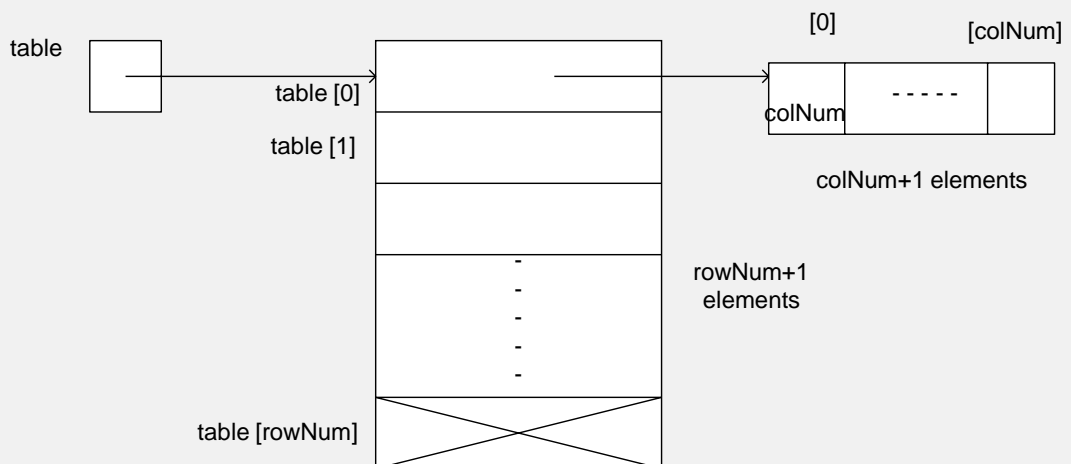 [0]
[colNum]
table
table [0]
- - - - -
colNum
table [1]
colNum+1 elements
-
rowNum+1
-
elements
-
-
-
table [rowNum]